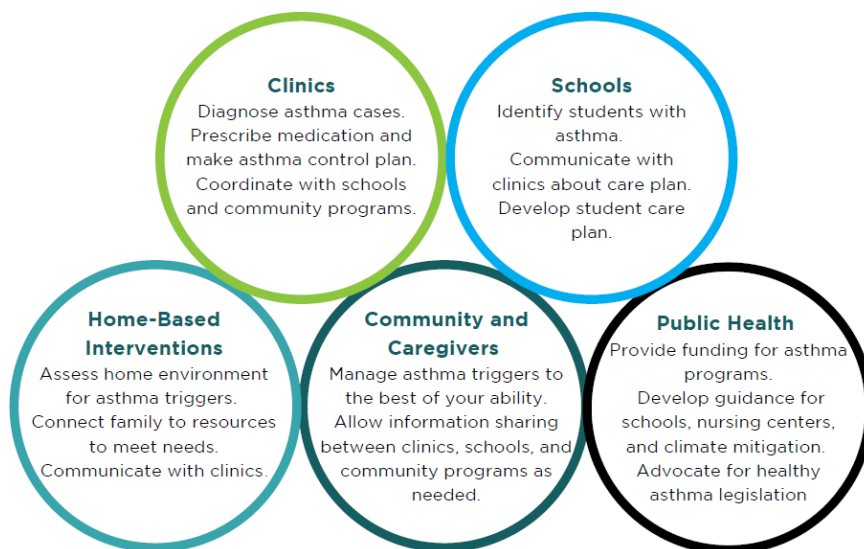 Clinics
Diagnose asthma cases.
Prescribe medication and
make asthma control plan.
Coordinate with schools
and community programs.
Schools
Identify students with
asthma.
Communicate with
clinics about care plan.
Develop student care
plan.
Home-Based
Interventions
Assess home environment
for asthma triggers.
Connect family to resources
to meet needs.
Communicate with clinics.
Community and
Caregivers
Manage asthma triggers to
the best of your ability.
Allow information sharing
between clinics, schools, and
community programs as
needed.
Public Health
Provide funding for asthma
programs.
Develop guidance for
schools, nursing centers,
and climate mitigation.
Advocate for healthy
asthma legislation